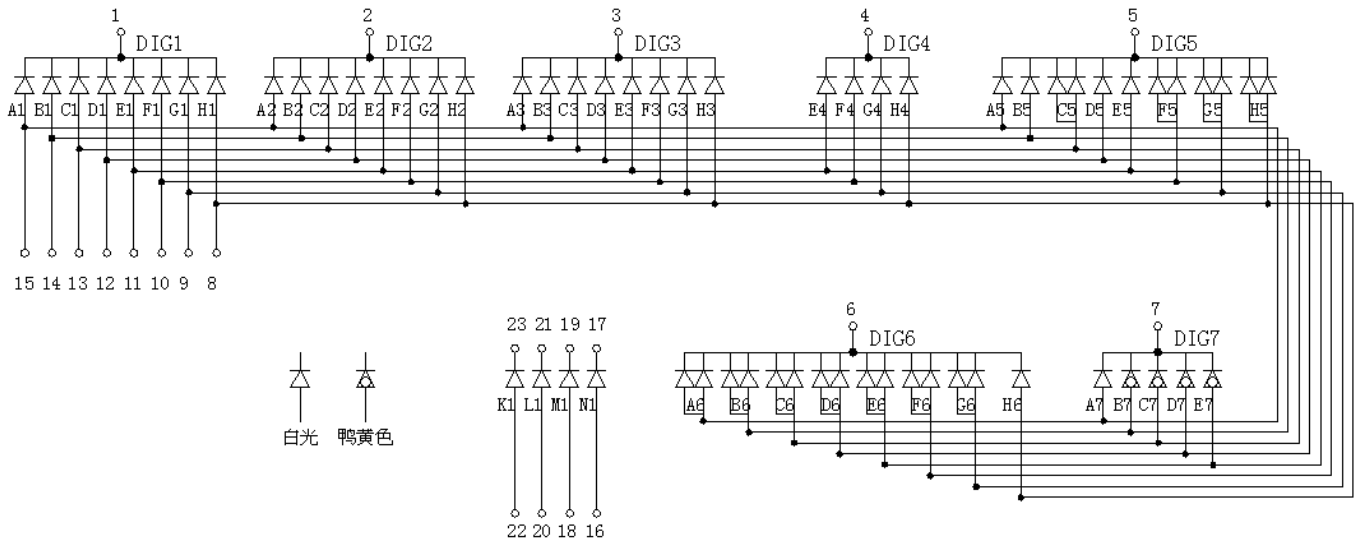 1 2 3 4 5
DIG1 DIG2 DIG3 DIG4 DIG5
A1 B1 C1 D1 E1 F1 G1 H1 A2 B2 C2 D2 E2 F2 G2 H2 A3 B3 C3 D3 E3 F3 G3 H3 E4 F4 G4 H4 A5 B5 C5 D5 E5 F5 G5 H5
15 14 13 12 11 10 9 8
6 7
23 21 19 17
DIG6 DIG7
K1 L1 M1 N1 A6 B6 C6 D6 E6 F6 G6 H6 A7 B7 C7 D7 E7
白光 鸭黄色
22 20 18 16